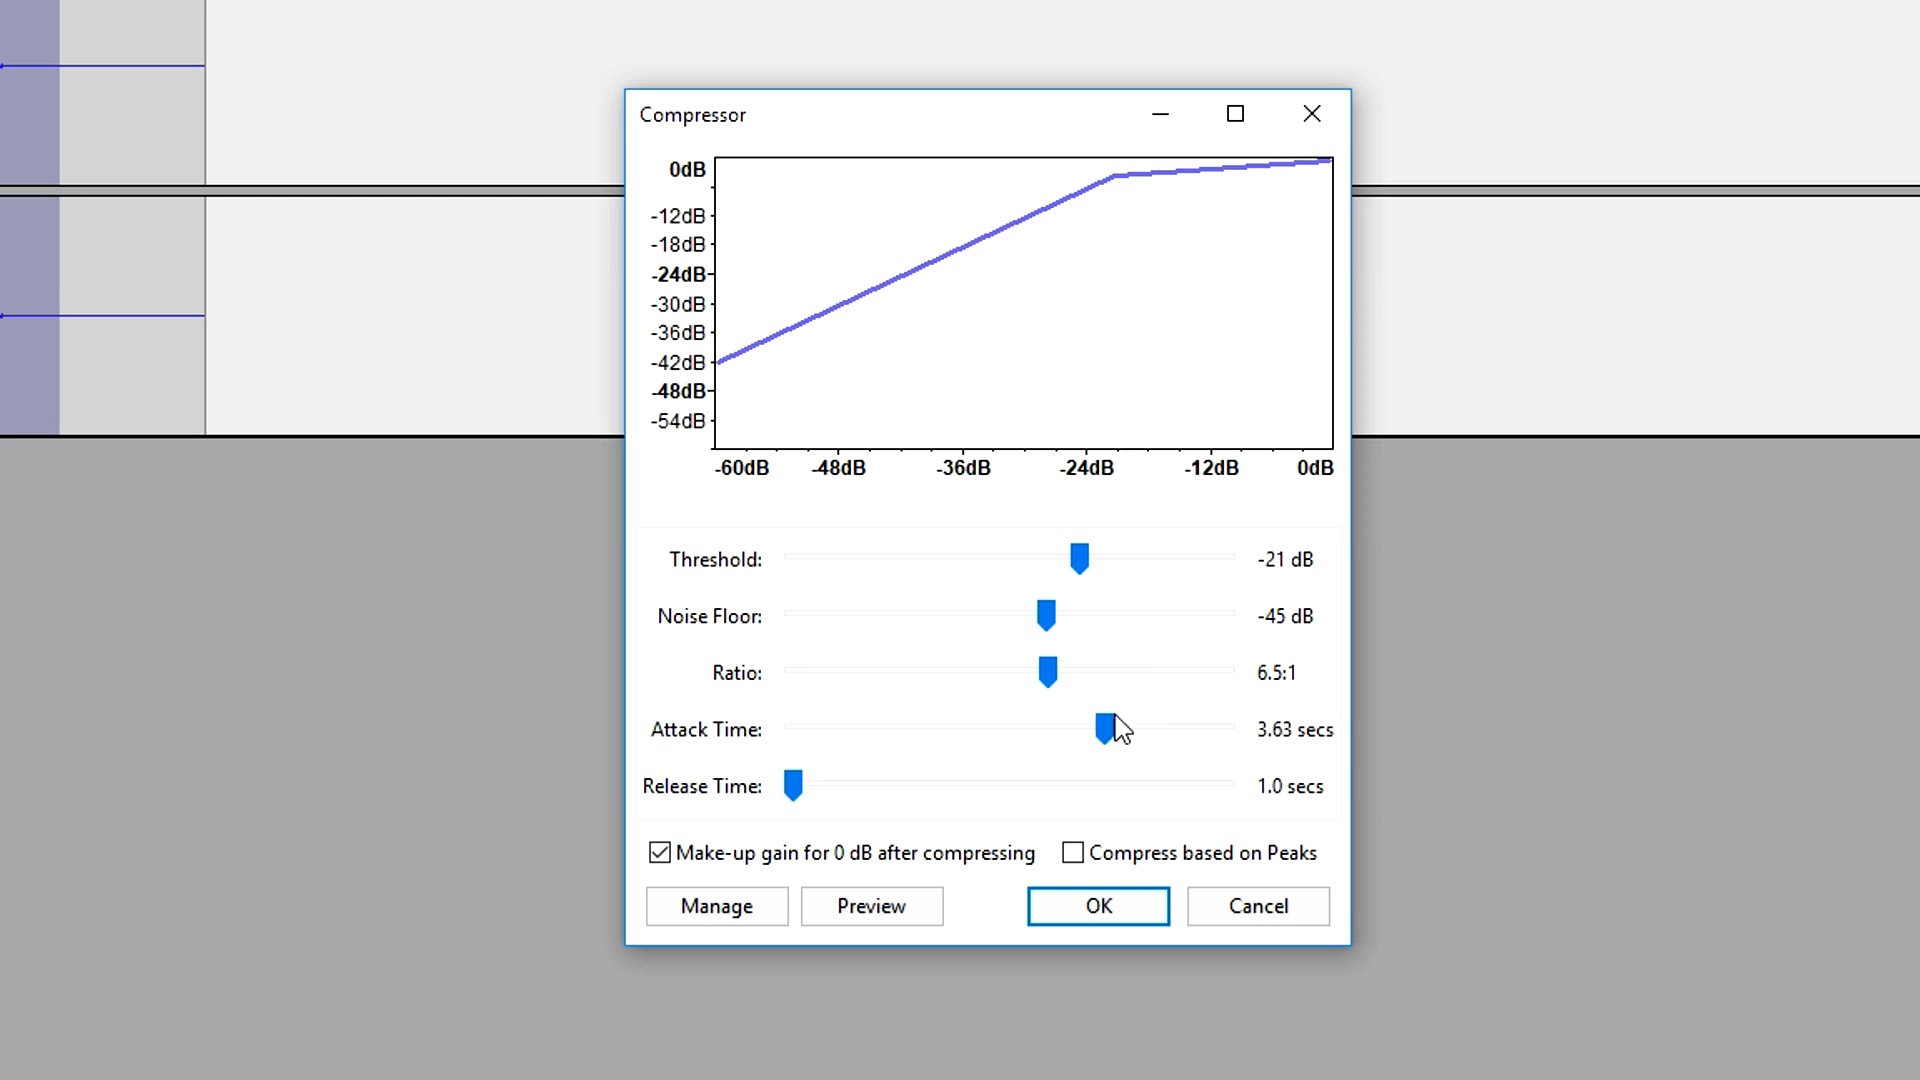 Compressor
0dB
-12dB
-18dB
-24dB
-30dB
-36dB
-42dB
-48dB
-54dB
-60dB -48dB -36dB -24dB -12dB 0dB
Threshold: -21 dB
Noise Floor: -45 dB
Ratio: 6.5:1
Attack Time: 3.63 secs
Release Time: 1.0 secs
Make-up gain for 0 dB after compressing Compress based on Peaks
Manage Preview OK Cancel